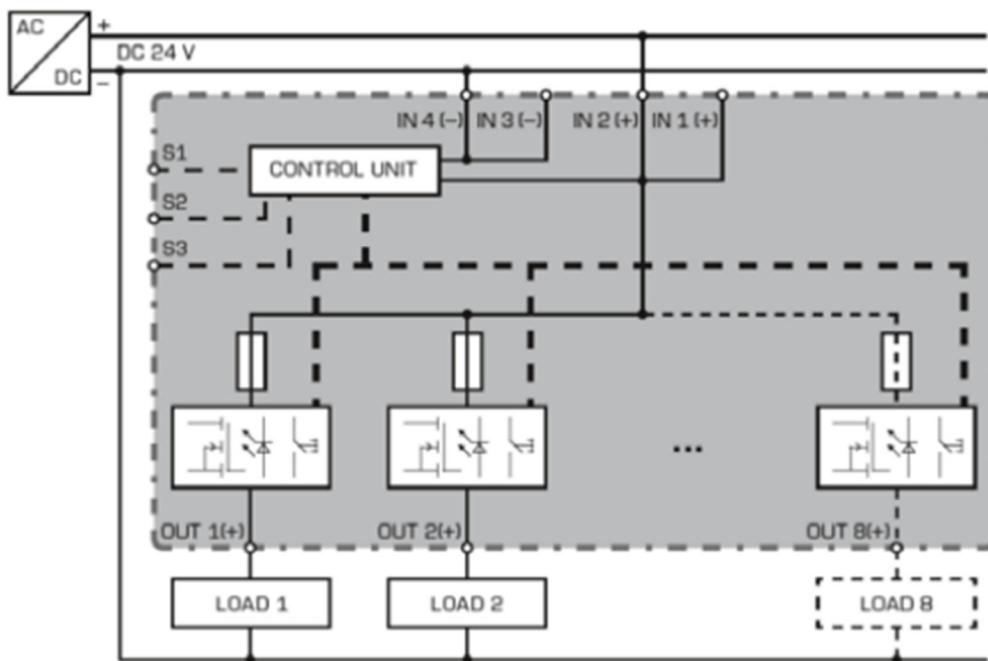 AC
+
DC 24 V
DC
–
IN 4 (–) IN 3 (–) IN 2 (+) IN 1 (+)
S1
CONTROL UNIT
S2
S3
...
OUT 1(+) OUT 2(+) OUT 8(+)
LOAD 1 LOAD 2 LOAD 8